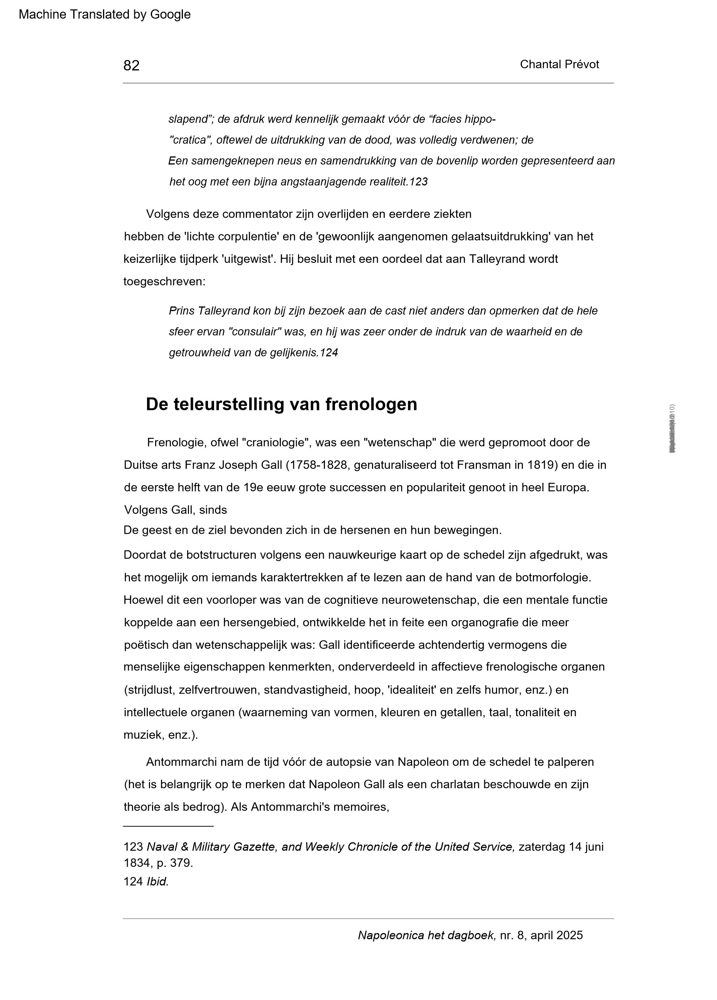 Machine Translated by Google
82
Chantal Prévot
slapend”; de afdruk werd kennelijk gemaakt vóór de “facies hippo-
"cratica", oftewel de uitdrukking van de dood, was volledig verdwenen; de
Een samengeknepen neus en samendrukking van de bovenlip worden gepresenteerd aan
het oog met een bijna angstaanjagende realiteit.123
Volgens deze commentator zijn overlijden en eerdere ziekten
hebben de 'lichte corpulentie' en de 'gewoonlijk aangenomen gelaatsuitdrukking' van het
keizerlijke tijdperk 'uitgewist'. Hij besluit met een oordeel dat aan Talleyrand wordt
toegeschreven:
Prins Talleyrand kon bij zijn bezoek aan de cast niet anders dan opmerken dat de hele
sfeer ervan "consulair" was, en hij was zeer onder de indruk van de waarheid en de
getrouwheid van de gelijkenis.124
De teleurstelling van frenologen
Frenologie, ofwel "craniologie", was een "wetenschap" die werd gepromoot door de
Duitse arts Franz Joseph Gall (1758-1828, genaturaliseerd tot Fransman in 1819) en die in
de eerste helft van de 19e eeuw grote successen en populariteit genoot in heel Europa.
Volgens Gall, sinds
De geest en de ziel bevonden zich in de hersenen en hun bewegingen.
Doordat de botstructuren volgens een nauwkeurige kaart op de schedel zijn afgedrukt, was
het mogelijk om iemands karaktertrekken af te lezen aan de hand van de botmorfologie.
Hoewel dit een voorloper was van de cognitieve neurowetenschap, die een mentale functie
koppelde aan een hersengebied, ontwikkelde het in feite een organografie die meer
poëtisch dan wetenschappelijk was: Gall identificeerde achtendertig vermogens die
menselijke eigenschappen kenmerkten, onderverdeeld in affectieve frenologische organen
(strijdlust, zelfvertrouwen, standvastigheid, hoop, 'idealiteit' en zelfs humor, enz.) en
intellectuele organen (waarneming van vormen, kleuren en getallen, taal, tonaliteit en
muziek, enz.).
Antommarchi nam de tijd vóór de autopsie van Napoleon om de schedel te palperen
(het is belangrijk op te merken dat Napoleon Gall als een charlatan beschouwde en zijn
theorie als bedrog). Als Antommarchi's memoires,
123 Naval & Military Gazette, and Weekly Chronicle of the United Service, zaterdag 14 juni
1834, p. 379.
124 Ibid.
Napoleonica het dagboek, nr. 8, april 2025